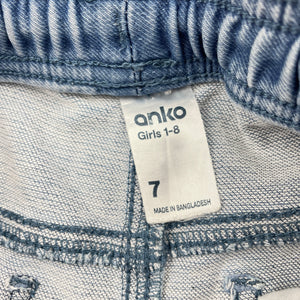 anko
Girls 1-8
7
MADE IN BANGLADESH